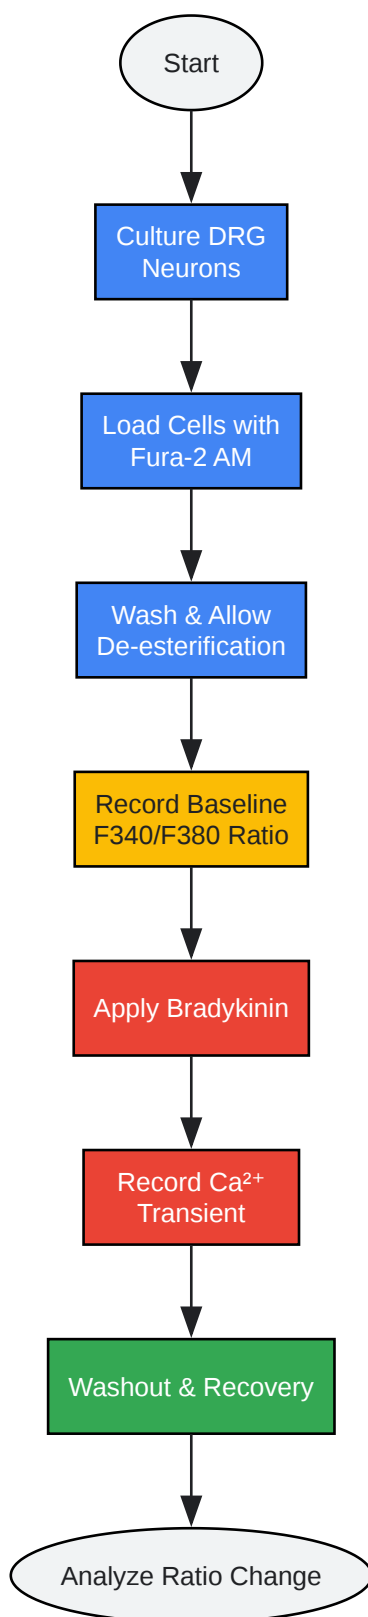 Start
Culture DRG
Neurons
Load Cells with
Fura-2 AM
Wash & Allow
De-esterification
Record Baseline
F340/F380 Ratio
Apply Bradykinin
Record Ca²⁺
Transient
Washout & Recovery
Analyze Ratio Change